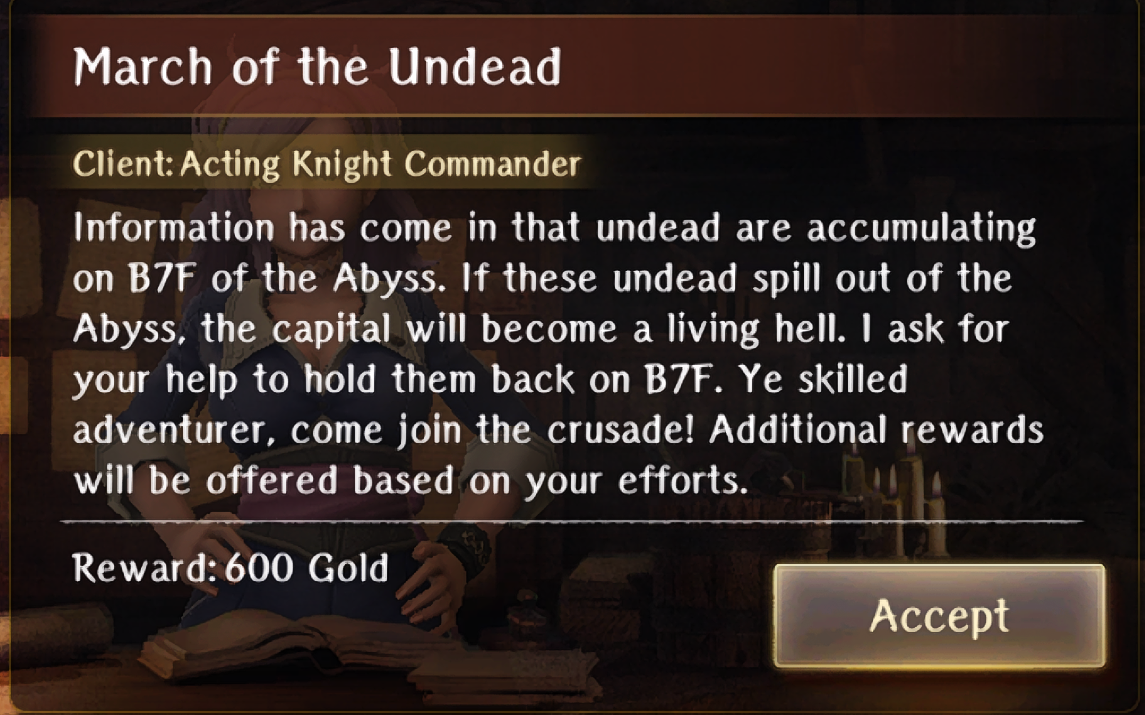 March of the Undead
Client: Acting Knight Commander
Information has come in that undead are accumulating
on B7F of the Abyss. If these undead spill out of the
Abyss, the capital will become a living hell. I ask for
your help to hold them back on B7F. Ye skilled
adventurer, come join the crusade! Additional rewards
will be offered based on your efforts.
Reward: 600 Gold
Accept